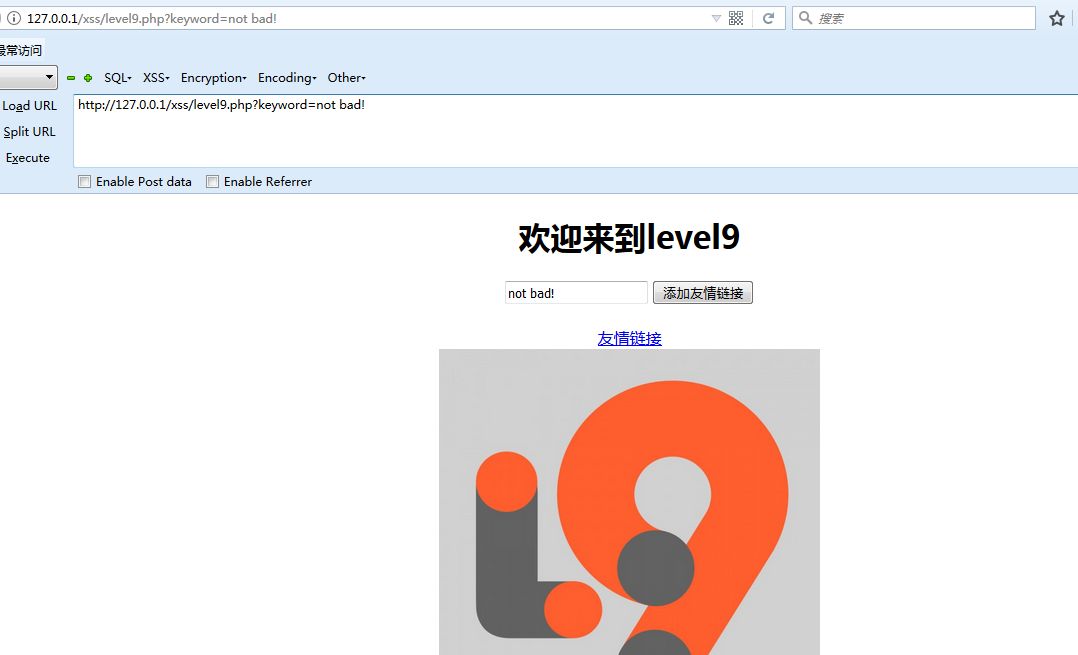 127.0.0.1/xss/level9.php?keyword=not bad!
搜索
最常访问
SQL XSS Encryption Encoding Other
Load URL
http://127.0.0.1/xss/level9.php?keyword=not bad!
Split URL
Execute
Enable Post data Enable Referrer
欢迎来到level9
not bad! 添加友情链接
友情链接